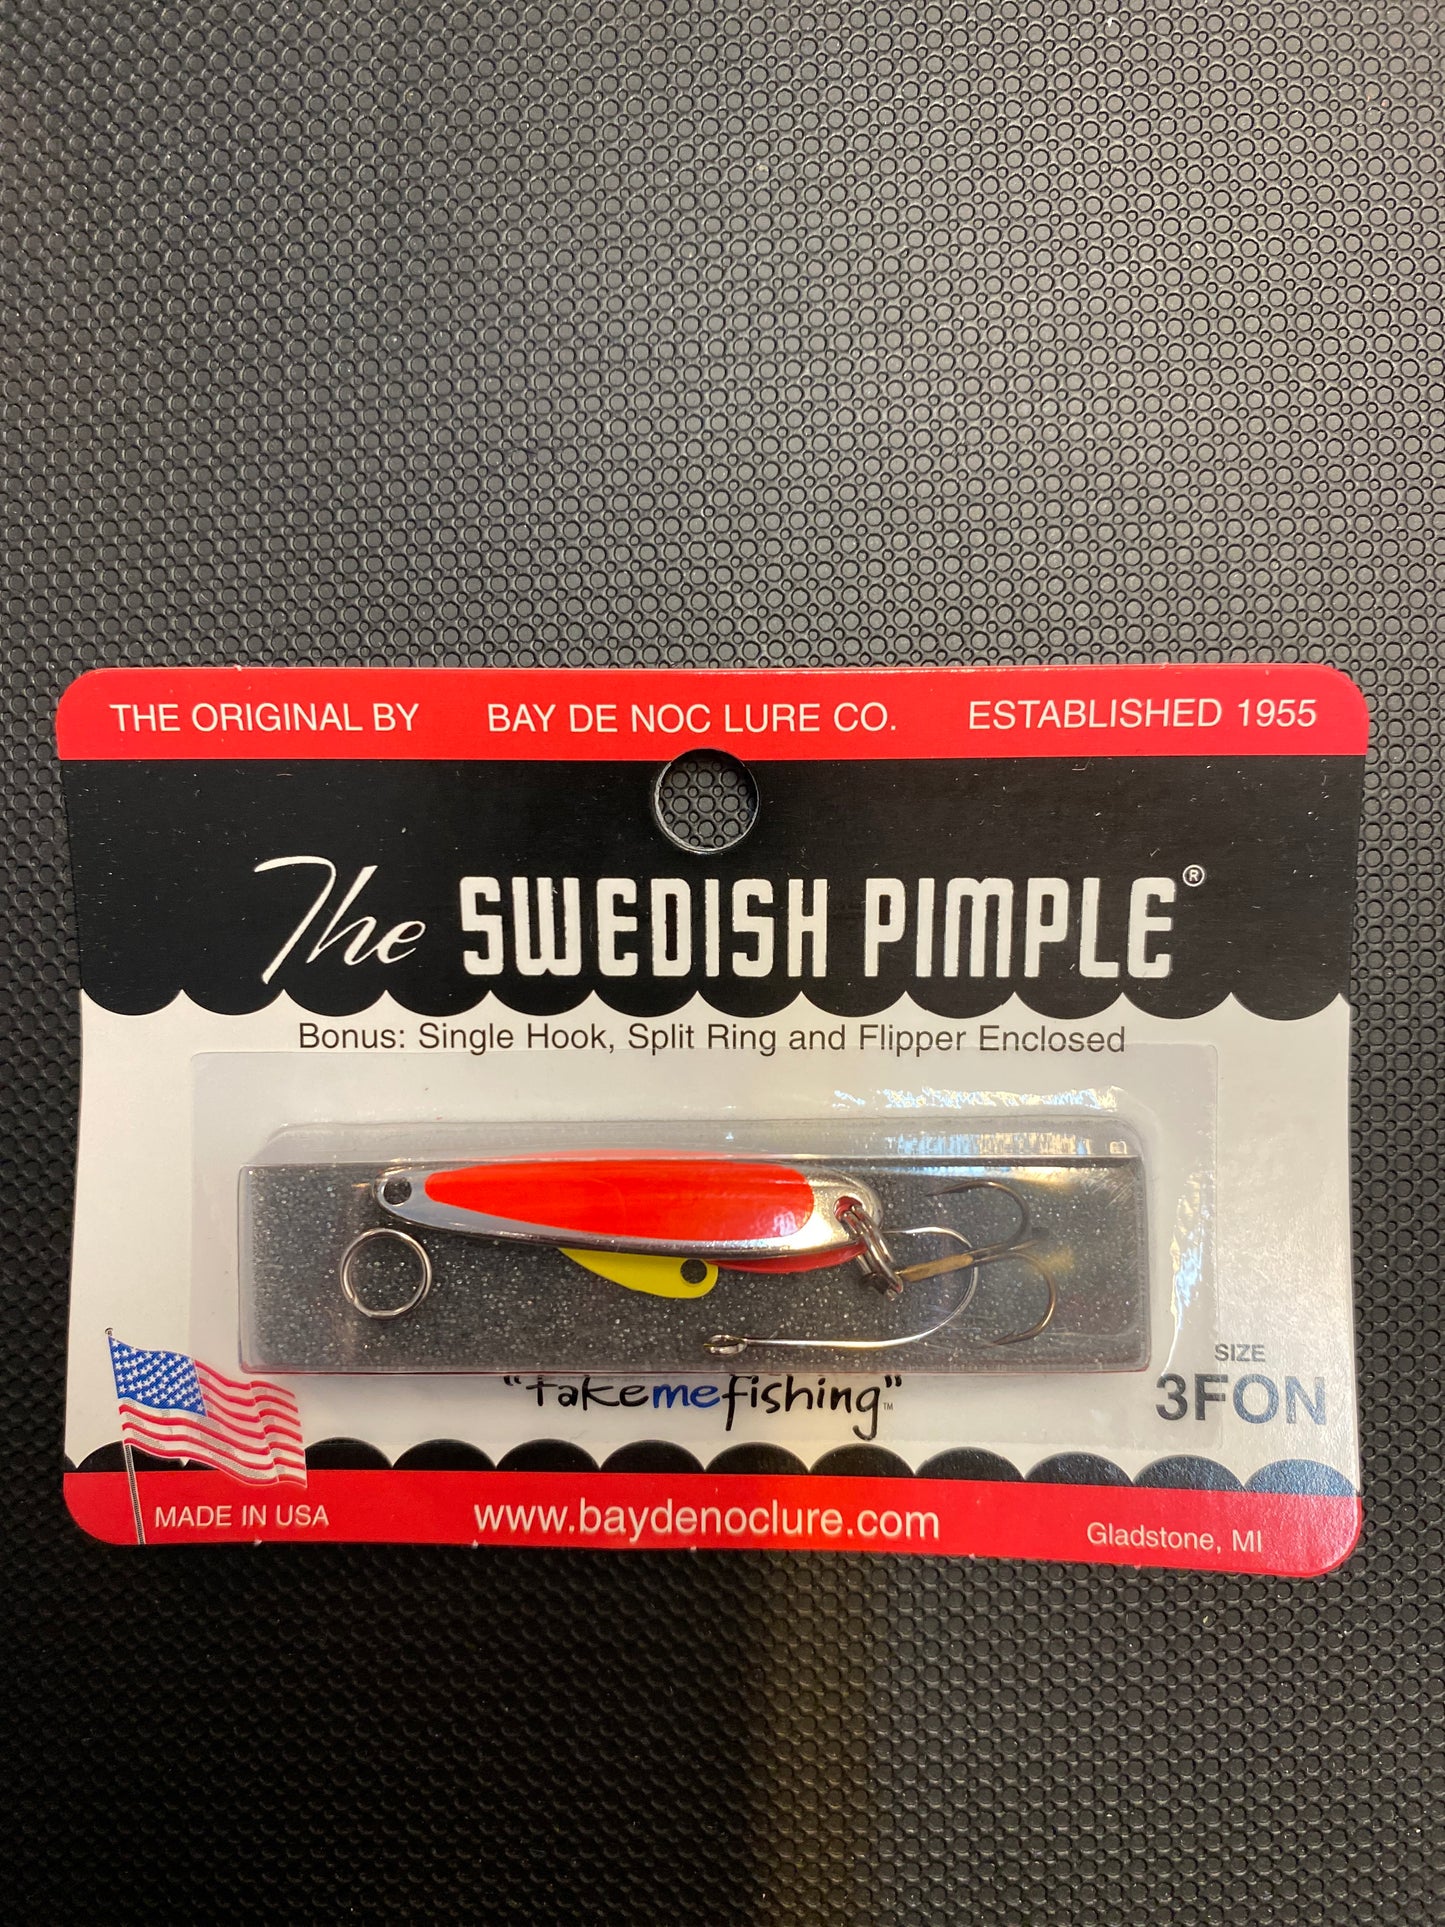 THE ORIGINAL BY BAY DE NOC LURE CO. ESTABLISHED 1955
The SWEDISH PIMPLE®
Bonus: Single Hook, Split Ring and Flipper Enclosed
"takemefishing"™
SIZE
3FON
MADE IN USA www.baydenoclure.com Gladstone, MI